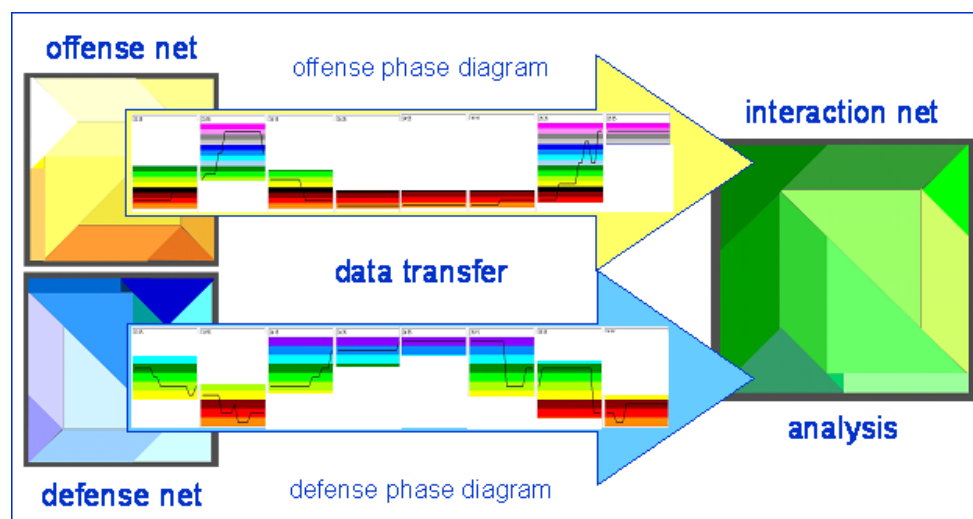 offense net
offense phase diagram
interaction net
data transfer
analysis
defense net
defense phase diagram